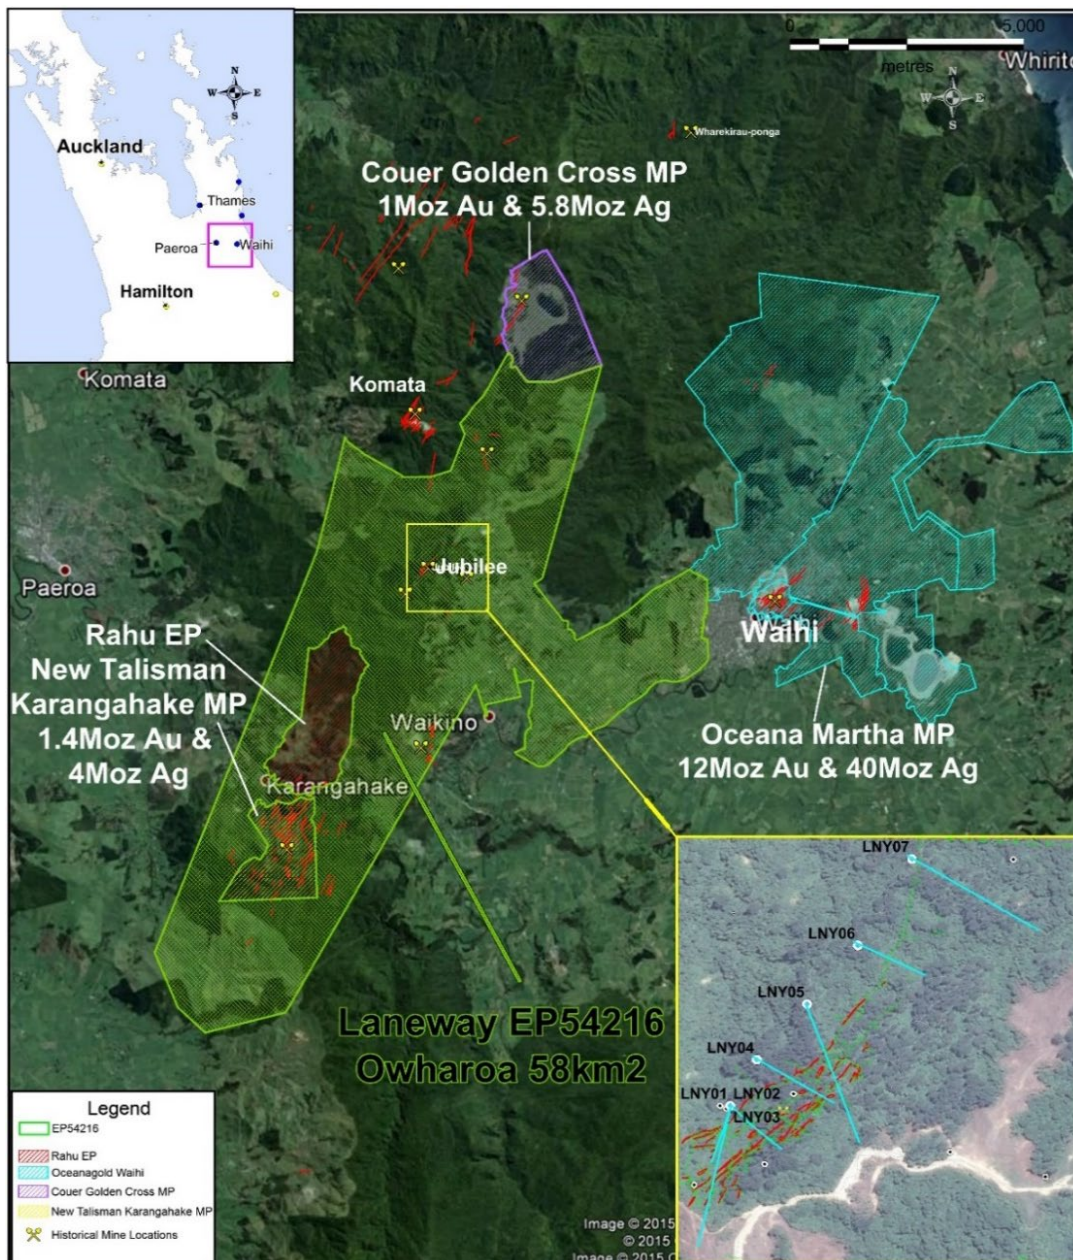 N
W E
S
Auckland
Thames
Paeroa
Waihi
Hamilton
0 5,000
metres
N
W E
S
Wharekirau-ponga
Couer Golden Cross MP
1Moz Au & 5.8Moz Ag
Komata
Komata
Paeroa
Jubilee
Rahu EP
New Talisman
Karangahake MP
1.4Moz Au &
4Moz Ag
Waihi
Waikino
Oceana Martha MP
12Moz Au & 40Moz Ag
Karangahake
Laneway EP54216
Owharoa 58km2
LNY07
LNY06
LNY05
LNY04
LNY01 LNY02
LNY03
Legend
EP54216
Rahu EP
Oceanagold Waihi
Couer Golden Cross MP
New Talisman Karangahake MP
Historical Mine Locations
Image © 2015
© 2015
Image © 2015